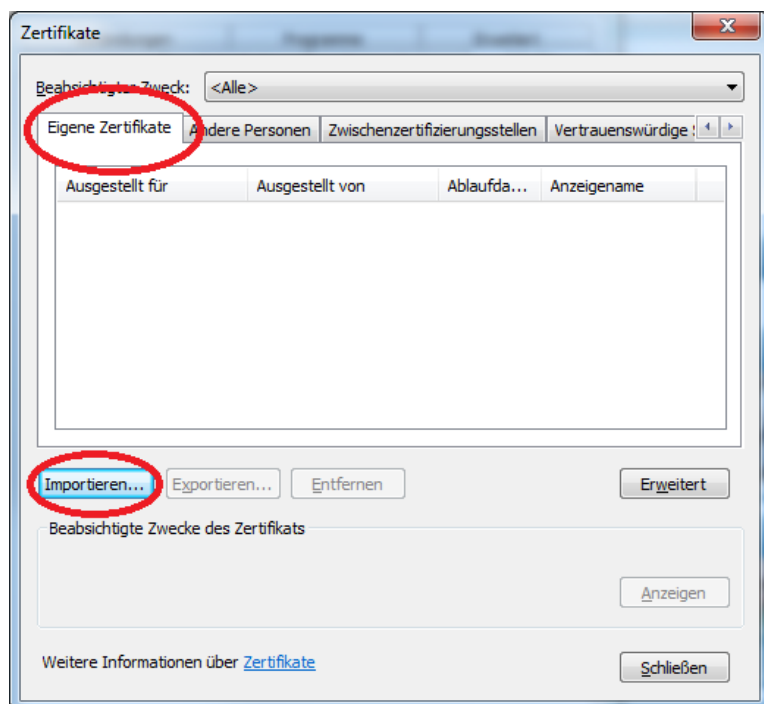 Zertifikate
Beabsichtigter Zweck: <Alle>
Eigene Zertifikate Andere Personen Zwischenzertifizierungsstellen Vertrauenswürdige
Ausgestellt für Ausgestellt von Ablaufda... Anzeigename
Importieren... Exportieren... Entfernen Erweitert
Beabsichtigte Zwecke des Zertifikats
Anzeigen
Weitere Informationen über Zertifikate
Schließen